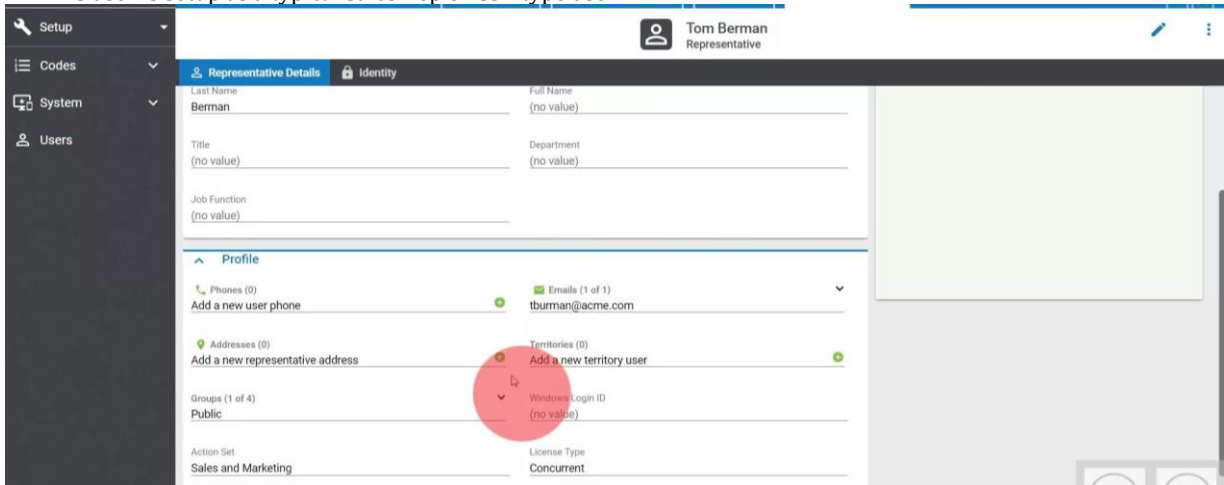 Setup
Tom Berman
Representative
Codes
Representative Details
Identity
System
Last Name
Full Name
Berman
(no value)
Users
Title
Department
(no value)
(no value)
Job Function
(no value)
Profile
Phones (0)
Emails (1 of 1)
Add a new user phone
tburman@acme.com
Addresses (0)
Territories (0)
Add a new representative address
Add a new territory user
Groups (1 of 4)
Windows Login ID
Public
(no value)
Action Set
License Type
Sales and Marketing
Concurrent